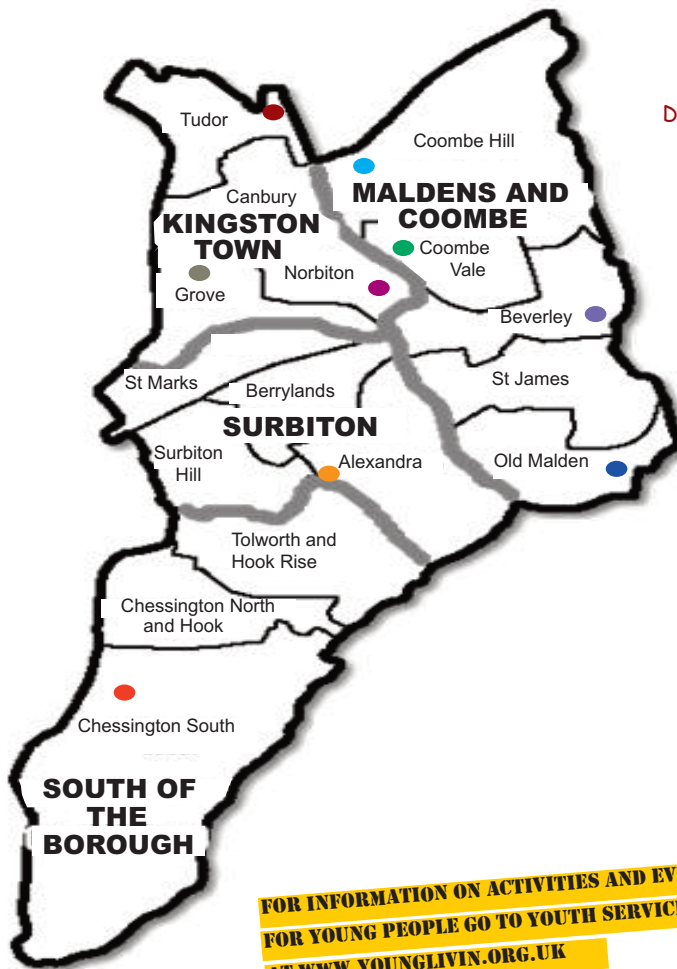 Tudor
D
Coombe Hill
Canbury
MALDENS AND
COOMBE
KINGSTON
TOWN
Coombe
Vale
Norbiton
Grove
Beverley
St Marks
Berrylands
St James
SURBITON
Surbiton
Hill
Alexandra
Old Malden
Tolworth and
Hook Rise
Chessington North
and Hook
Chessington South
SOUTH OF
THE
BOROUGH
FOR INFORMATION ON ACTIVITIES AND EV
FOR YOUNG PEOPLE GO TO YOUTH SERVIC
AT WWW.YOUNGLIVIN.ORG.UK